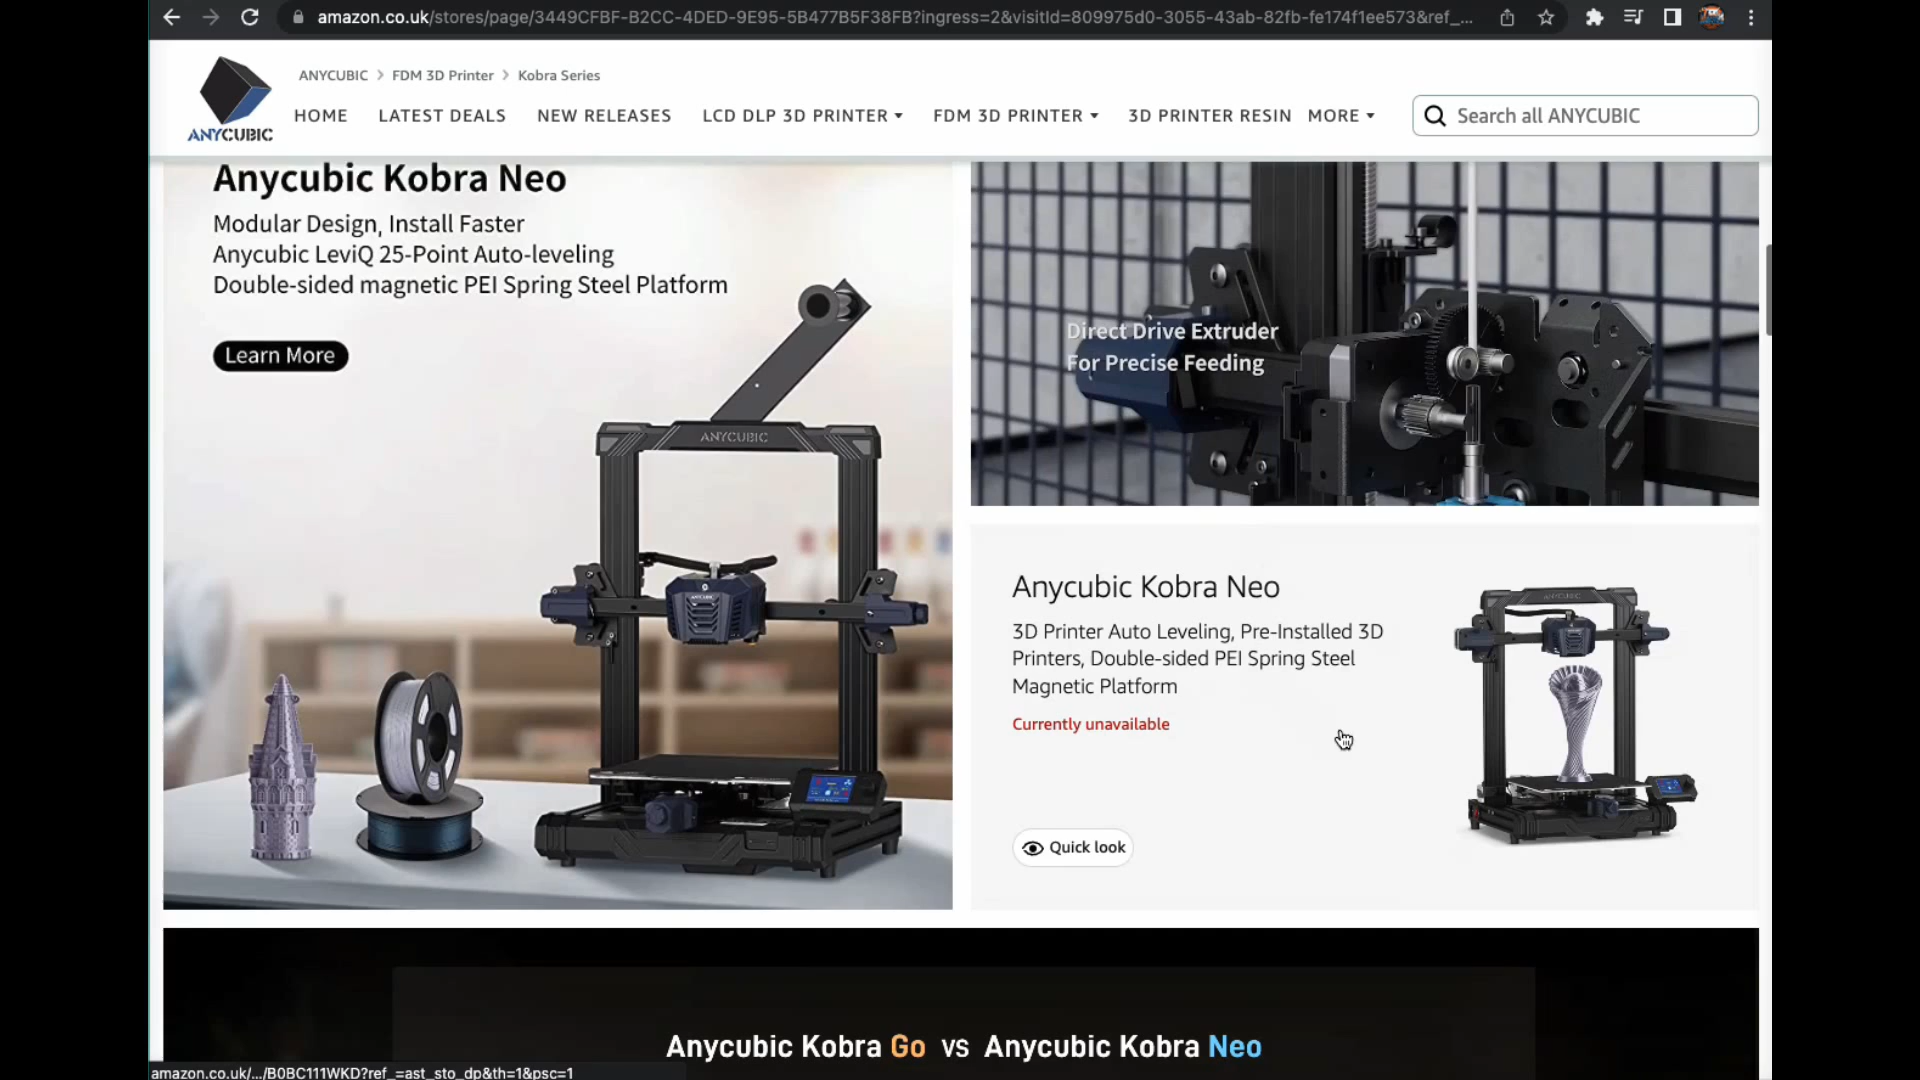 amazon.co.uk/stores/page/3449CFBF-B2CC-4DED-9E95-5B477B5F38FB?ingress=2&visitId=809975d0-3055-43ab-82fb-fe174f1ee573&ref_...
ANYCUBIC > FDM 3D Printer > Kobra Series
ANYCUBIC
HOME LATEST DEALS NEW RELEASES LCD DLP 3D PRINTER FDM 3D PRINTER 3D PRINTER RESIN MORE
Search all ANYCUBIC
Anycubic Kobra Neo
Modular Design, Install Faster
Anycubic LeviQ 25-Point Auto-leveling
Double-sided magnetic PEI Spring Steel Platform
Learn More
ANYCUBIC
Direct Drive Extruder
For Precise Feeding
Anycubic Kobra Neo
3D Printer Auto Leveling, Pre-Installed 3D
Printers, Double-sided PEI Spring Steel
Magnetic Platform
Currently unavailable
Quick look
Anycubic Kobra Go vs Anycubic Kobra Neo
amazon.co.uk/.../B0BC111WKD?ref_=ast_sto_dp&th=1&psc=1